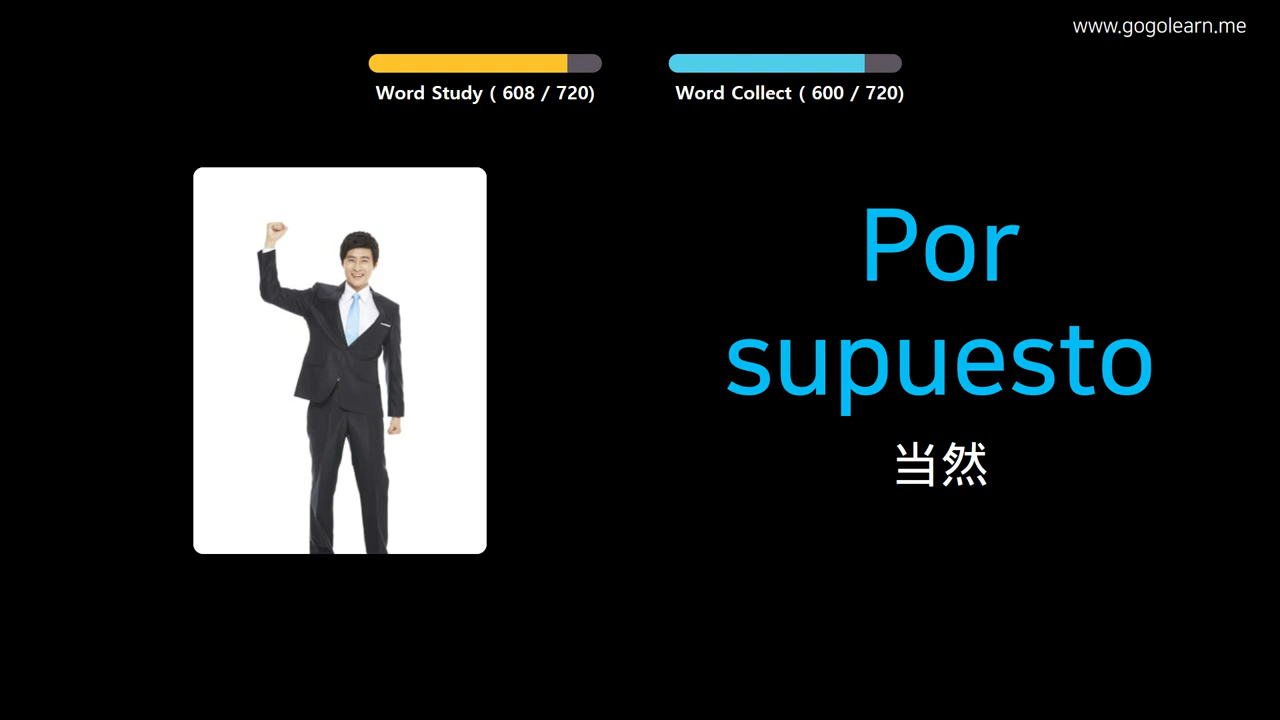 www.gogolearn.me
Word Study ( 608 / 720)
Word Collect ( 600 / 720)
Por
supuesto
当然